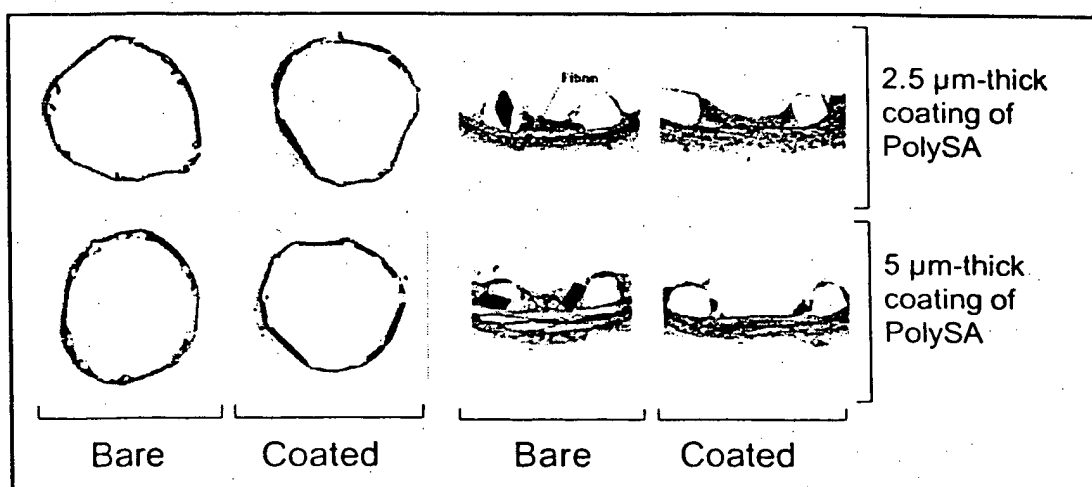 Fibrin
2.5 µm-thick
coating of
PolySA
5 µm-thick
coating of
PolySA
Bare Coated Bare Coated